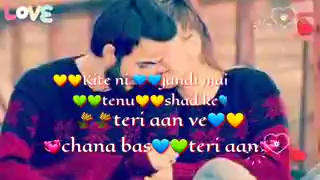 LOVE
💛💛Kite ni💙💙jandi mai
💚💚tenu💛💛shad ke💙
teri aan ve💙💛
chana bas💙💚teri aan